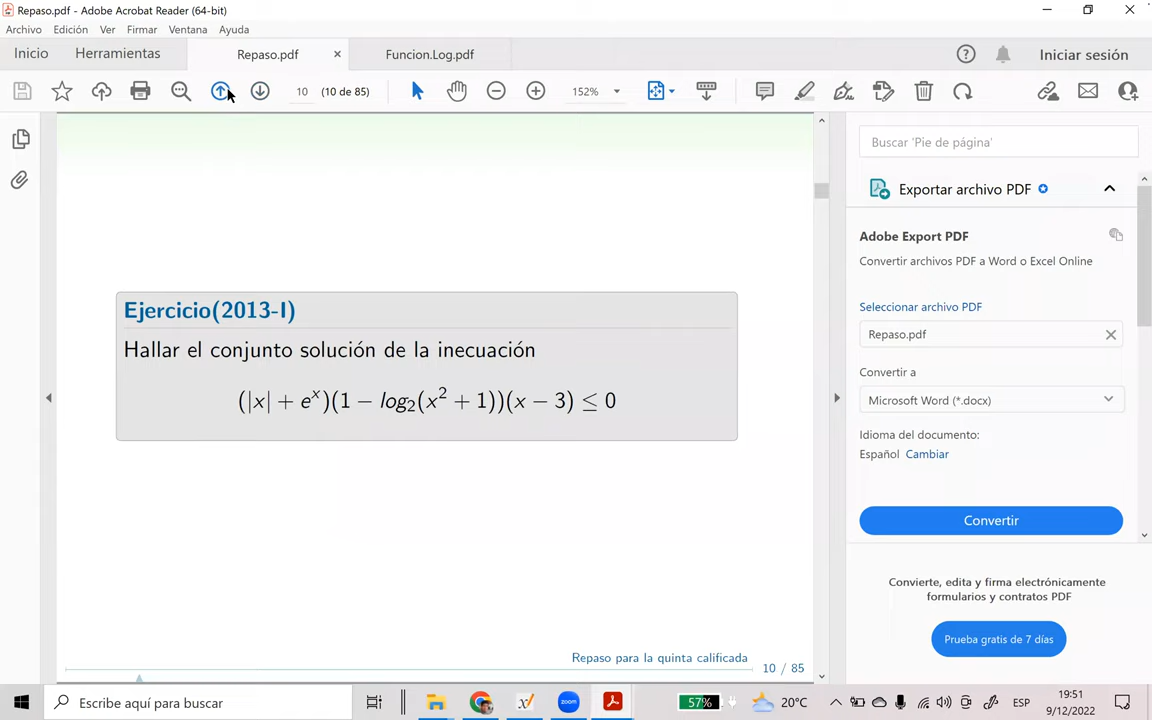 Repaso.pdf - Adobe Acrobat Reader (64-bit)
Archivo Edición Ver Firmar Ventana Ayuda
Inicio Herramientas Repaso.pdf Funcion.Log.pdf Iniciar sesión
10 (10 de 85) 152%
Buscar 'Pie de página'
Exportar archivo PDF
Adobe Export PDF
Convertir archivos PDF a Word o Excel Online
Seleccionar archivo PDF
Repaso.pdf
Convertir a
Microsoft Word (*.docx)
Idioma del documento:
Español Cambiar
Convertir
Convierte, edita y firma electrónicamente
formularios y contratos PDF
Prueba gratis de 7 días
Ejercicio(2013-I)
Hallar el conjunto solución de la inecuación
(|x| + eˣ)(1 − log₂(x² + 1))(x − 3) ≤ 0
Repaso para la quinta calificada 10 / 85
Escribe aquí para buscar
zoom
57%
20°C
ESP
19:51
9/12/2022